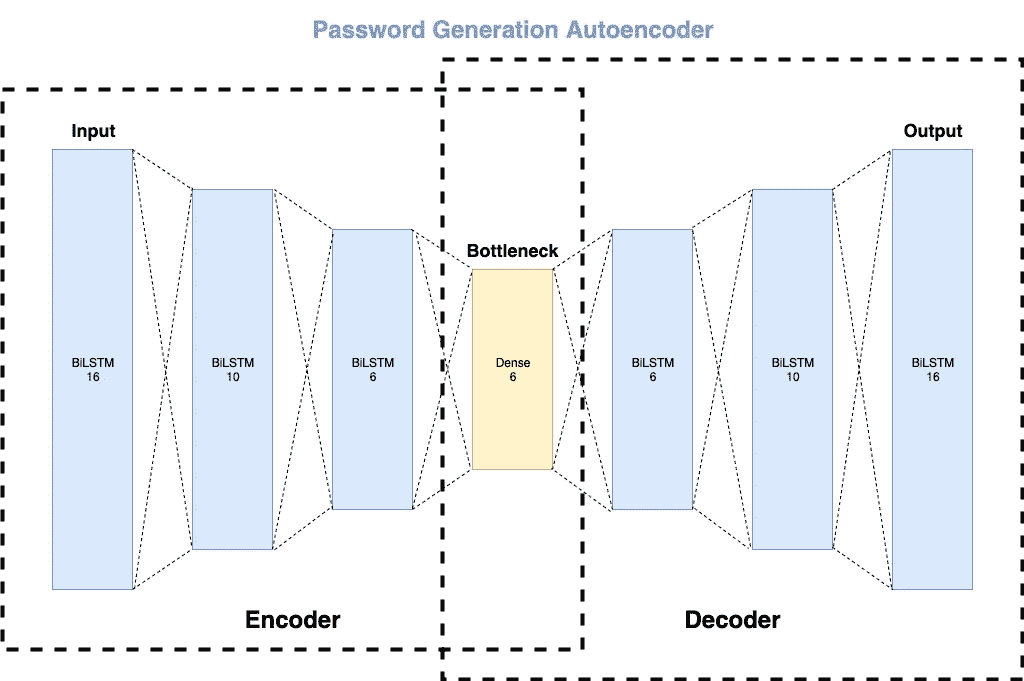 Password Generation Autoencoder
Input
Output
Bottleneck
BiLSTM
16
BiLSTM
10
BiLSTM
6
Dense
6
BiLSTM
6
BiLSTM
10
BiLSTM
16
Encoder
Decoder